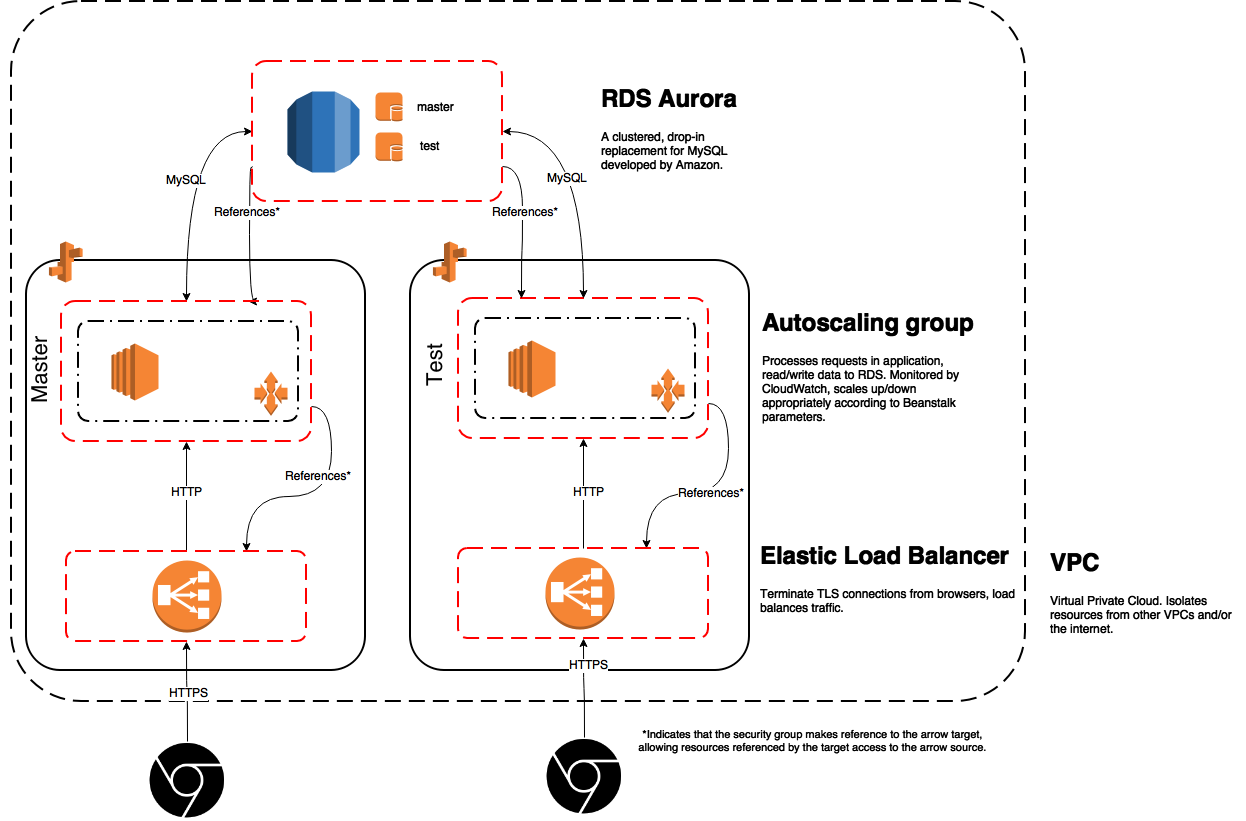 RDS Aurora
master
A clustered, drop-in
test
replacement for MySQL
developed by Amazon.
MySQL
MySQL
References*
References*
Master
Test
Autoscaling group
Processes requests in application,
read/write data to RDS. Monitored by
CloudWatch, scales up/down
appropriately according to Beanstalk
parameters.
References*
HTTP
HTTP
References*
Elastic Load Balancer
Terminate TLS connections from browsers, load
balances traffic.
VPC
Virtual Private Cloud. Isolates
resources from other VPCs and/or
the internet.
HTTPS
HTTPS
*Indicates that the security group makes reference to the arrow target,
allowing resources referenced by the target access to the arrow source.